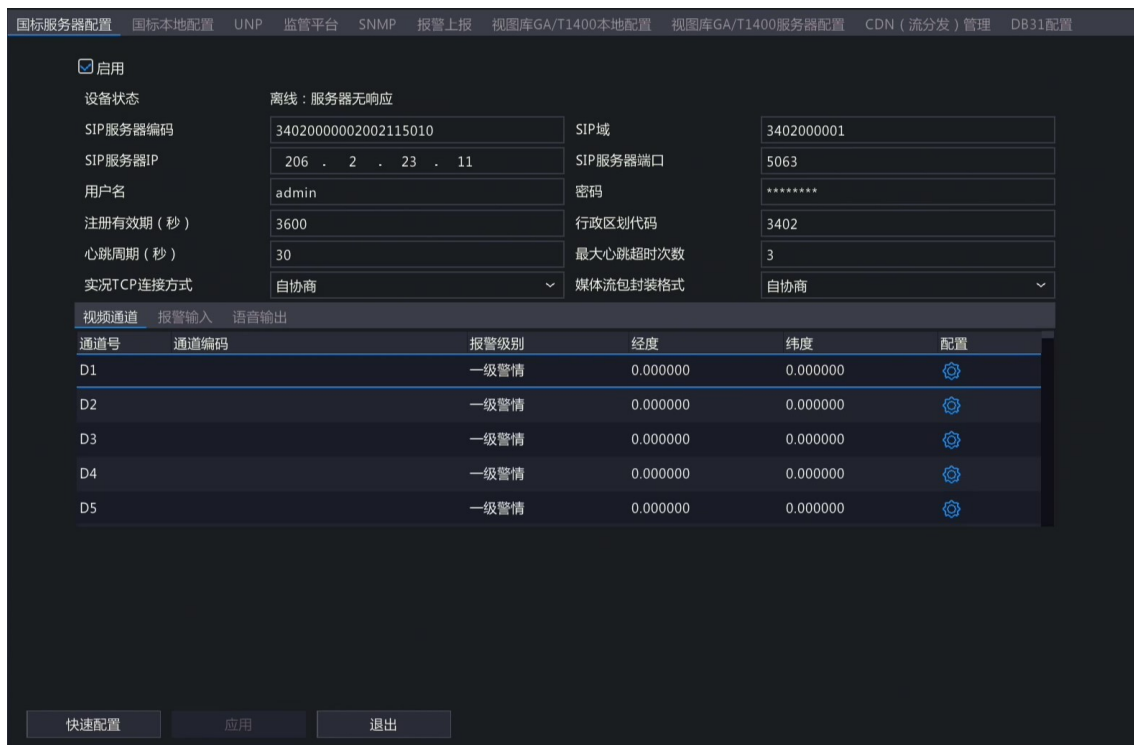 国标服务器配置 国标本地配置 UNP 监管平台 SNMP 报警上报 视图库GA/T1400本地配置 视图库GA/T1400服务器配置 CDN（流分发）管理 DB31配置
启用
设备状态 离线：服务器无响应
SIP服务器编码 34020000002002115010 SIP域 3402000001
SIP服务器IP 206 . 2 . 23 . 11 SIP服务器端口 5063
用户名 admin 密码 ********
注册有效期（秒） 3600 行政区划代码 3402
心跳周期（秒） 30 最大心跳超时次数 3
实况TCP连接方式 自协商 媒体流包封装格式 自协商
视频通道 报警输入 语音输出
通道号 通道编码 报警级别 经度 纬度 配置
D1 一级警情 0.000000 0.000000
D2 一级警情 0.000000 0.000000
D3 一级警情 0.000000 0.000000
D4 一级警情 0.000000 0.000000
D5 一级警情 0.000000 0.000000
快速配置 应用 退出